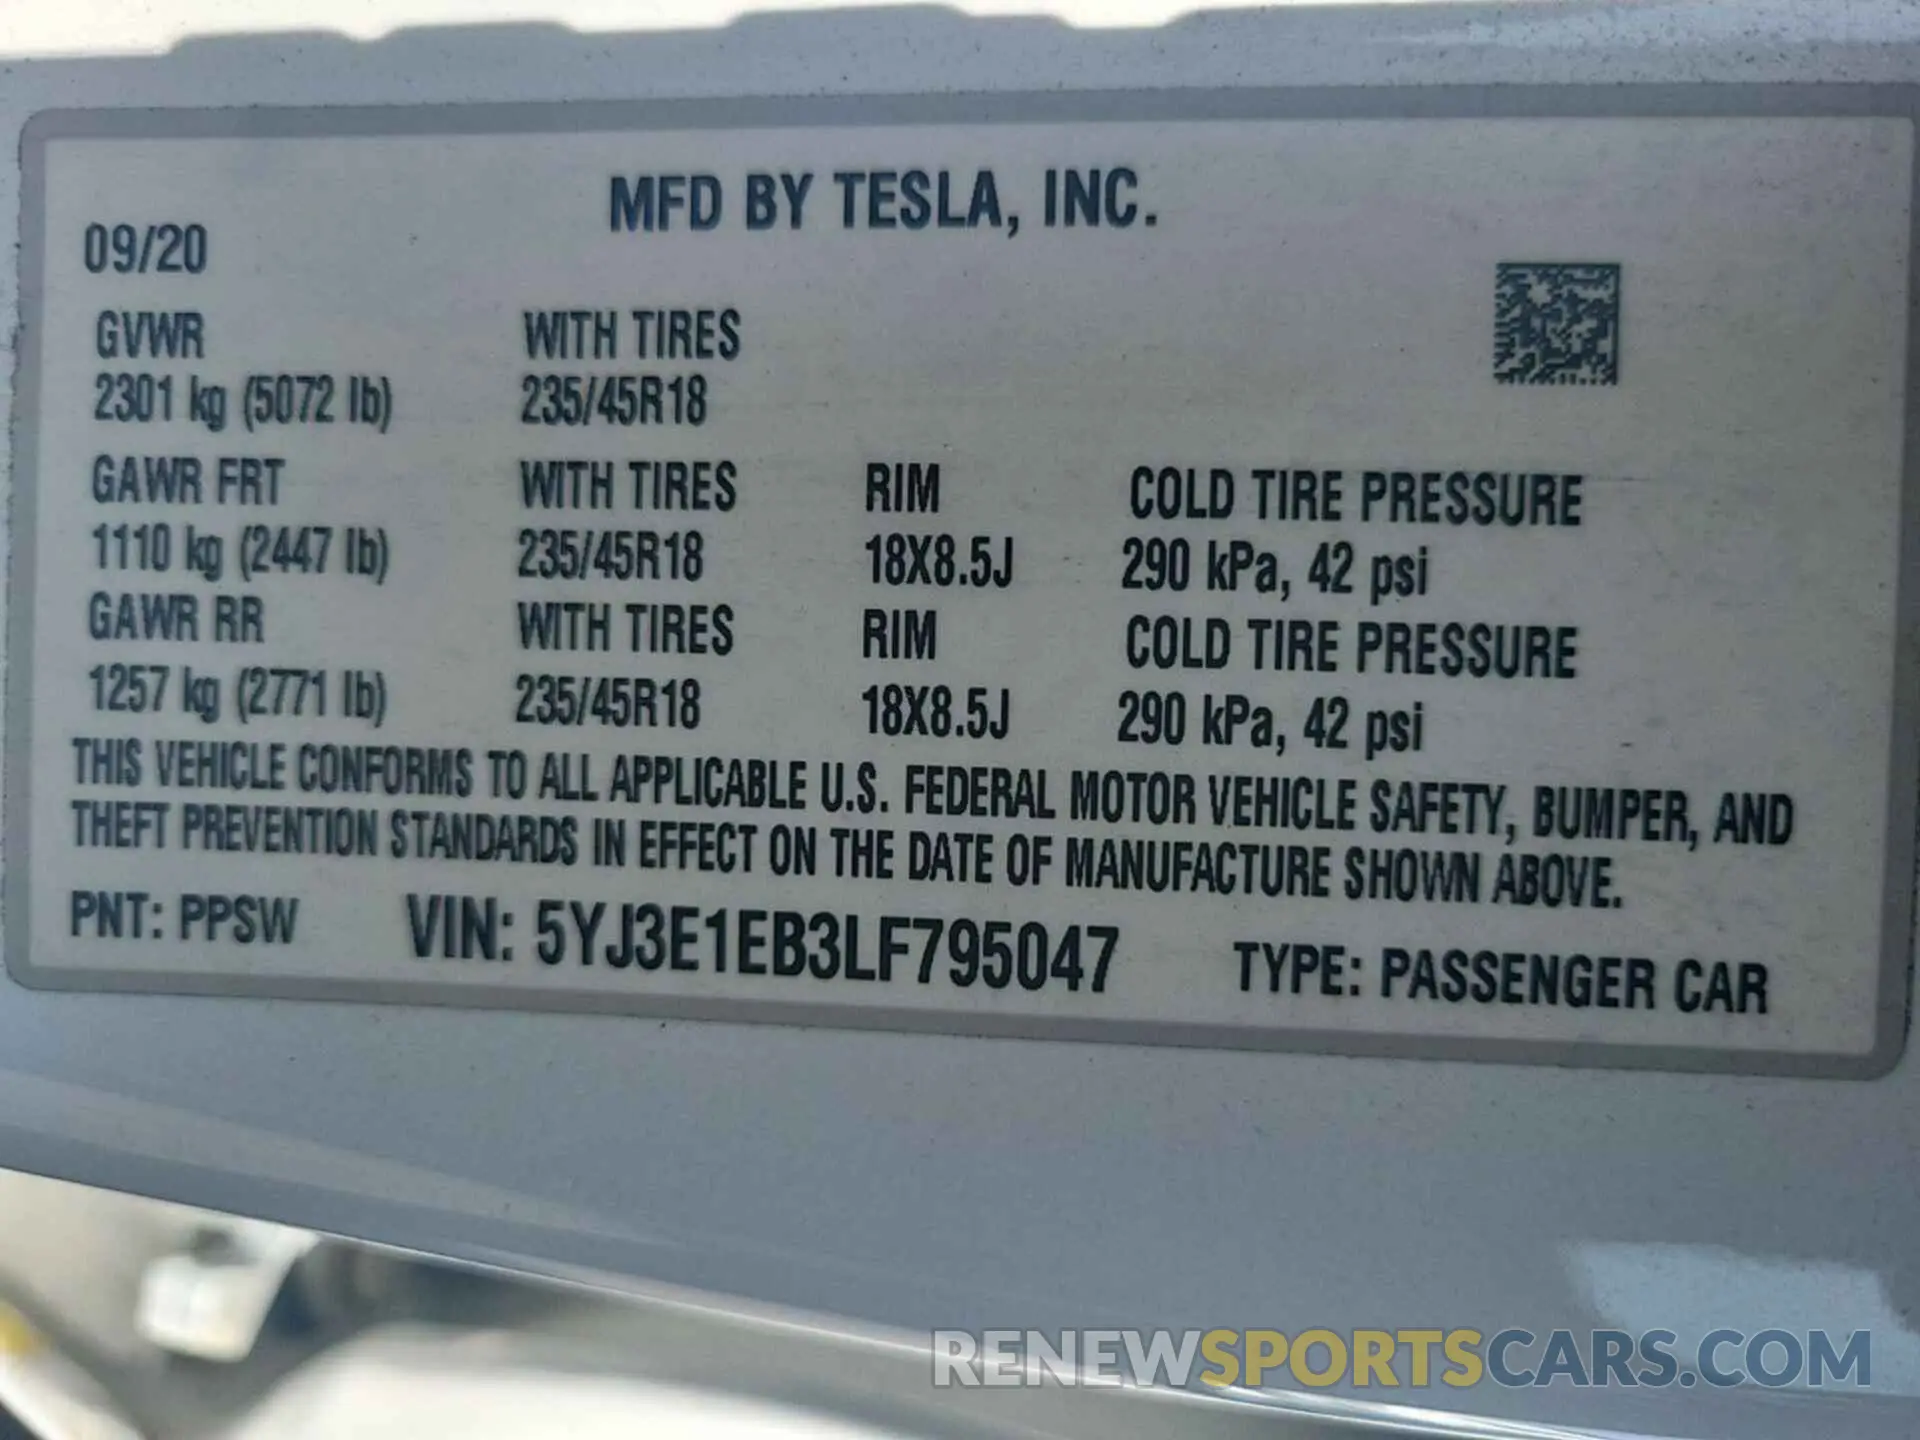 MFD BY TESLA, INC.
09/20
GVWR WITH TIRES
2301 kg (5072 lb) 235/45R18
GAWR FRT WITH TIRES RIM COLD TIRE PRESSURE
1110 kg (2447 lb) 235/45R18 18X8.5J 290 kPa, 42 psi
GAWR RR WITH TIRES RIM COLD TIRE PRESSURE
1257 kg (2771 lb) 235/45R18 18X8.5J 290 kPa, 42 psi
THIS VEHICLE CONFORMS TO ALL APPLICABLE U.S. FEDERAL MOTOR VEHICLE SAFETY, BUMPER, AND
THEFT PREVENTION STANDARDS IN EFFECT ON THE DATE OF MANUFACTURE SHOWN ABOVE.
PNT: PPSW VIN: 5YJ3E1EB3LF795047 TYPE: PASSENGER CAR
RENEWSPORTSCARS.COM